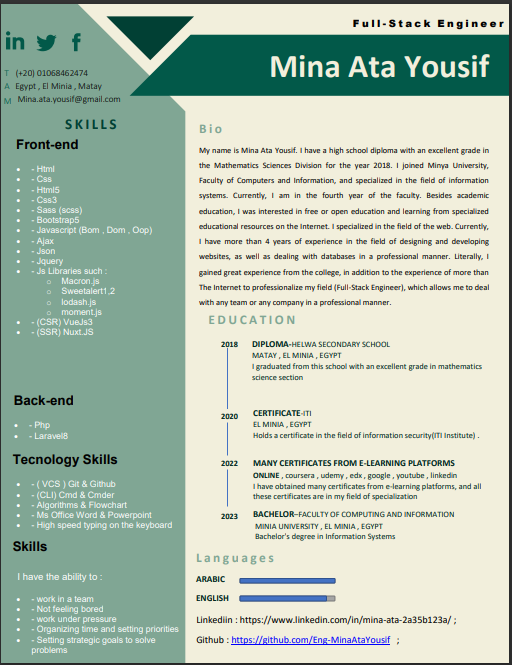 Full-Stack Engineer
Mina Ata Yousif
T (+20) 01068462474
A Egypt , El Minia , Matay
M Mina.ata.yousif@gmail.com
SKILLS
Front-end
- Html
- Css
- Html5
- Css3
- Sass (scss)
- Bootstrap5
- Javascript (Bom , Dom , Oop)
- Ajax
- Json
- Jquery
- Js Libraries such :
Macron.js
Sweetalert1,2
lodash.js
moment.js
- (CSR) VueJs3
- (SSR) Nuxt.JS
Back-end
- Php
- Laravel8
Tecnology Skills
- ( VCS ) Git & Github
- (CLI) Cmd & Cmder
- Algorithms & Flowchart
- Ms Office Word & Powerpoint
- High speed typing on the keyboard
Skills
I have the ability to :
- work in a team
- Not feeling bored
- work under pressure
- Organizing time and setting priorities
- Setting strategic goals to solve
problems
Bio
My name is Mina Ata Yousif. I have a high school diploma with an excellent grade in
the Mathematics Sciences Division for the year 2018. I joined Minya University,
Faculty of Computers and Information, and specialized in the field of information
systems. Currently, I am in the fourth year of the faculty. Besides academic
education, I was interested in free or open education and learning from specialized
educational resources on the Internet. I specialized in the field of the web. Currently,
I have more than 4 years of experience in the field of designing and developing
websites, as well as dealing with databases in a professional manner. Literally, I
gained great experience from the college, in addition to the experience of more than
The Internet to professionalize my field (Full-Stack Engineer), which allows me to deal
with any team or any company in a professional manner.
EDUCATION
2018 DIPLOMA-HELWA SECONDARY SCHOOL
MATAY , EL MINIA , EGYPT
I graduated from this school with an excellent grade in mathematics
science section
2020 CERTIFICATE-ITI
EL MINIA , EGYPT
Holds a certificate in the field of information security(ITI Institute) .
2022 MANY CERTIFICATES FROM E-LEARNING PLATFORMS
ONLINE , coursera , udemy , edx , google , youtube , linkedin
I have obtained many certificates from e-learning platforms, and all
these certificates are in my field of specialization
2023 BACHELOR–FACULTY OF COMPUTING AND INFORMATION
MINIA UNIVERSITY , EL MINIA , EGYPT
Bachelor's degree in Information Systems
Languages
ARABIC
ENGLISH
Linkediin : https://www.linkedin.com/in/mina-ata-2a35b123a/ ;
Github : https://github.com/Eng-MinaAtaYousif ;